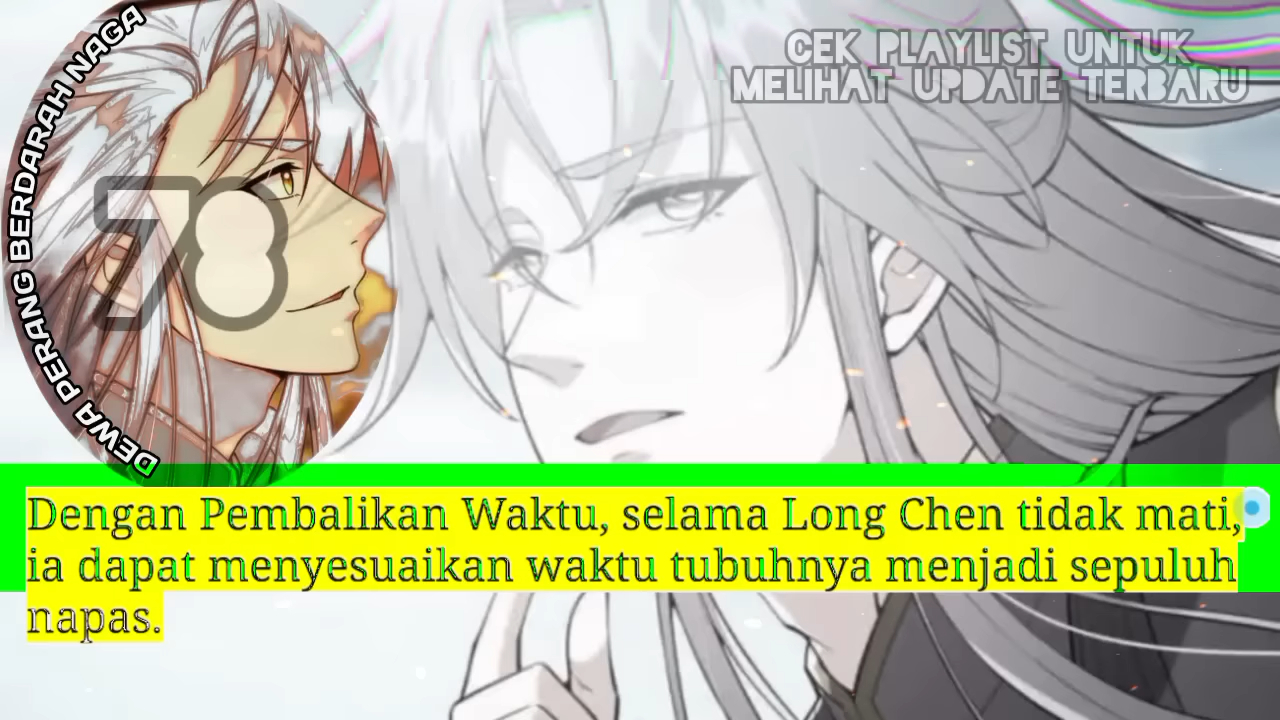 CEK PLAYLIST UNTUK
MELIHAT UPDATE TERBARU
DEWA PERANG BERDARAH NAGA
78
Dengan Pembalikan Waktu, selama Long Chen tidak mati,
ia dapat menyesuaikan waktu tubuhnya menjadi sepuluh
napas.